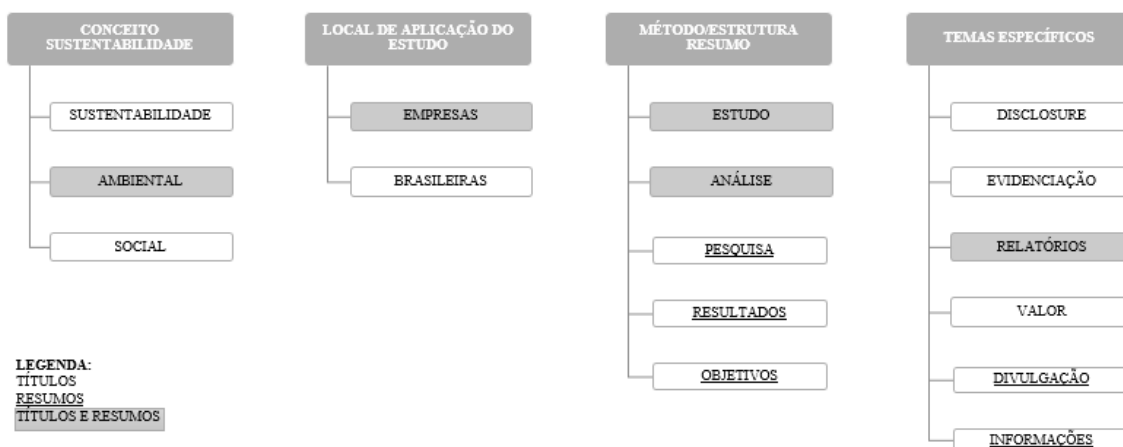 CONCEITO
SUSTENTABILIDADE
SUSTENTABILIDADE
AMBIENTAL
SOCIAL
LOCAL DE APLICAÇÃO DO
ESTUDO
EMPRESAS
BRASILEIRAS
MÉTODO/ESTRUTURA
RESUMO
ESTUDO
ANÁLISE
PESQUISA
RESULTADOS
OBJETIVOS
TEMAS ESPECÍFICOS
DISCLOSURE
EVIDENCIAÇÃO
RELATÓRIOS
VALOR
DIVULGAÇÃO
INFORMAÇÕES
LEGENDA:
TÍTULOS
RESUMOS
TÍTULOS E RESUMOS